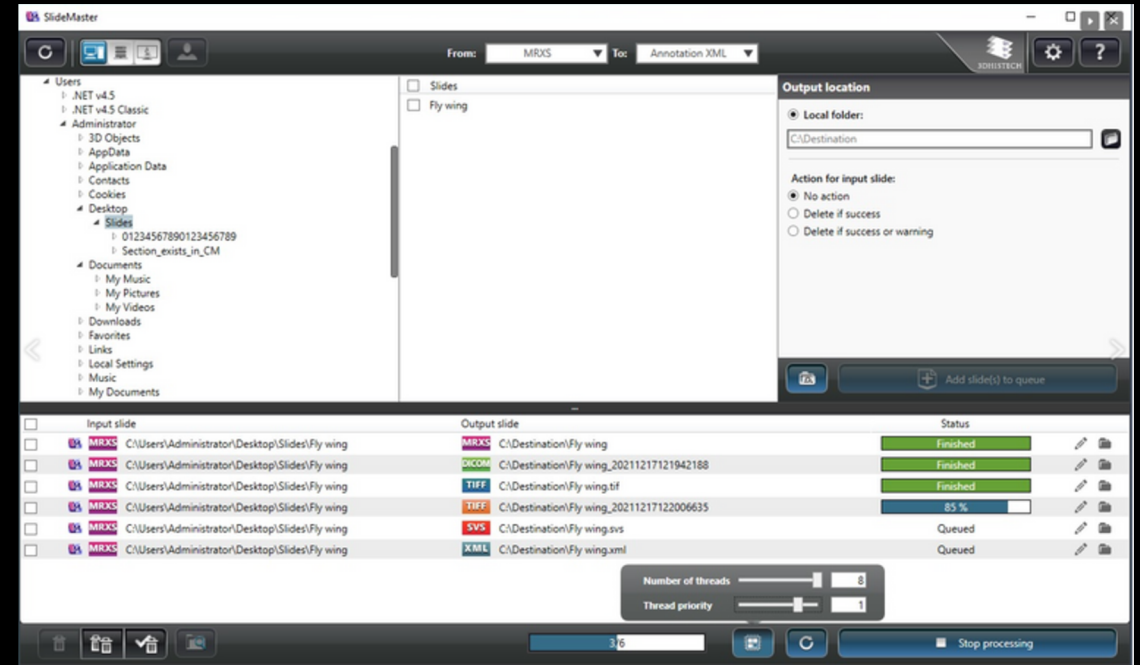 SlideMaster
From: MRXS To: Annotation XML
3DHISTECH
?
Users
.NET v4.5
.NET v4.5 Classic
Administrator
3D Objects
AppData
Application Data
Contacts
Cookies
Desktop
Slides
01234567890123456789
Section_exists_in_CM
Documents
My Music
My Pictures
My Videos
Downloads
Favorites
Links
Local Settings
Music
My Documents
Slides
Fly wing
Output location
Local folder:
C:\Destination
Action for input slide:
No action
Delete if success
Delete if success or warning
Add slide(s) to queue
Input slide Output slide Status
MRXS C:\Users\Administrator\Desktop\Slides\Fly wing MRXS C:\Destination\Fly wing Finished
MRXS C:\Users\Administrator\Desktop\Slides\Fly wing DICOM C:\Destination\Fly wing_20211217121942188 Finished
MRXS C:\Users\Administrator\Desktop\Slides\Fly wing TIFF C:\Destination\Fly wing.tif Finished
MRXS C:\Users\Administrator\Desktop\Slides\Fly wing TIFF C:\Destination\Fly wing_20211217122006635 85 %
MRXS C:\Users\Administrator\Desktop\Slides\Fly wing SVS C:\Destination\Fly wing.svs Queued
MRXS C:\Users\Administrator\Desktop\Slides\Fly wing XML C:\Destination\Fly wing.xml Queued
Number of threads 8
Thread priority 1
3/6
Stop processing